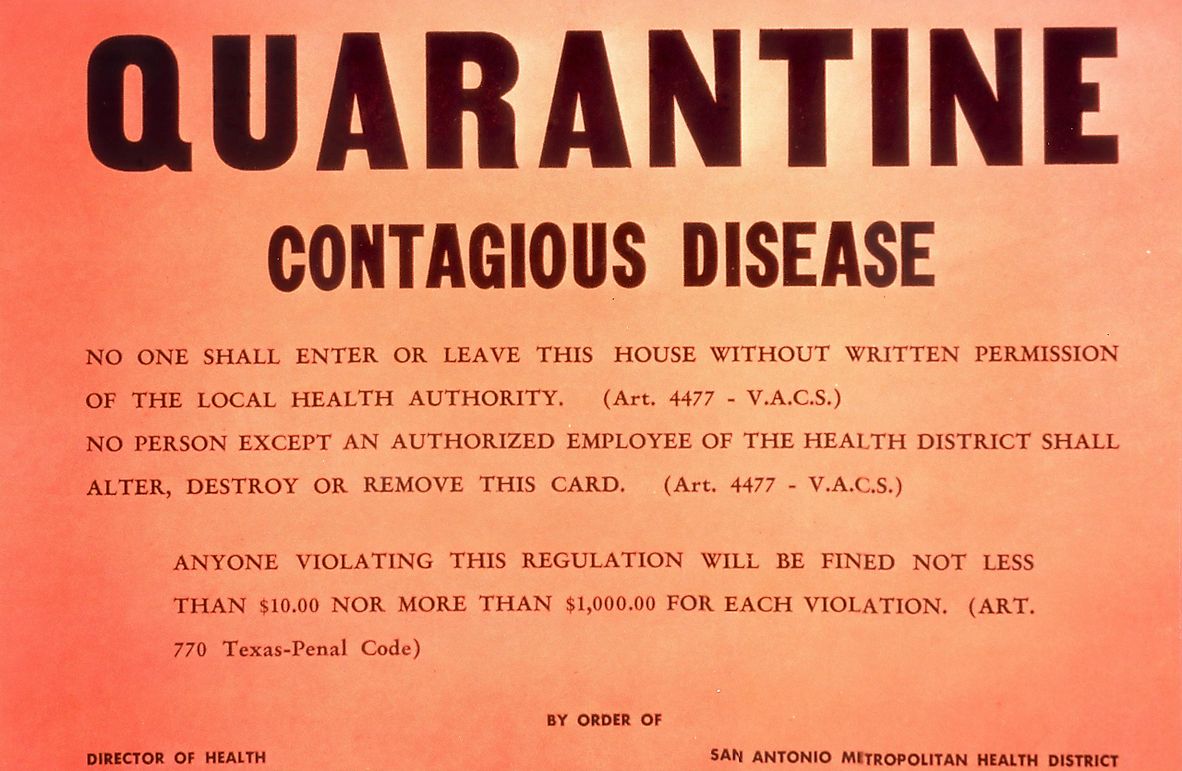 QUARANTINE
CONTAGIOUS DISEASE
NO ONE SHALL ENTER OR LEAVE THIS HOUSE WITHOUT WRITTEN PERMISSION
OF THE LOCAL HEALTH AUTHORITY. (Art. 4477 - V.A.C.S.)
NO PERSON EXCEPT AN AUTHORIZED EMPLOYEE OF THE HEALTH DISTRICT SHALL
ALTER, DESTROY OR REMOVE THIS CARD. (Art. 4477 - V.A.C.S.)
ANYONE VIOLATING THIS REGULATION WILL BE FINED NOT LESS
THAN $10.00 NOR MORE THAN $1,000.00 FOR EACH VIOLATION. (ART.
770 Texas-Penal Code)
BY ORDER OF
DIRECTOR OF HEALTH SAN ANTONIO METROPOLITAN HEALTH DISTRICT